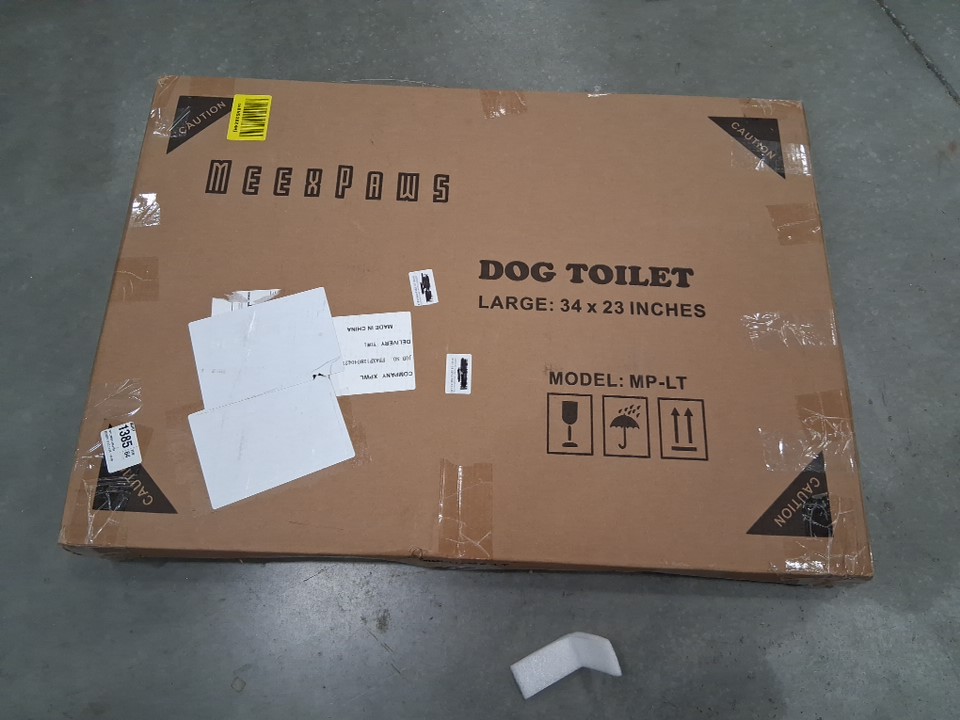 CAUTION
CAUTION
MEEXPAWS
DOG TOILET
LARGE: 34 x 23 INCHES
MADE IN CHINA
DELIVERY
COMPANY XPWL
MODEL: MP-LT
1385
CAUTION
CAUTION